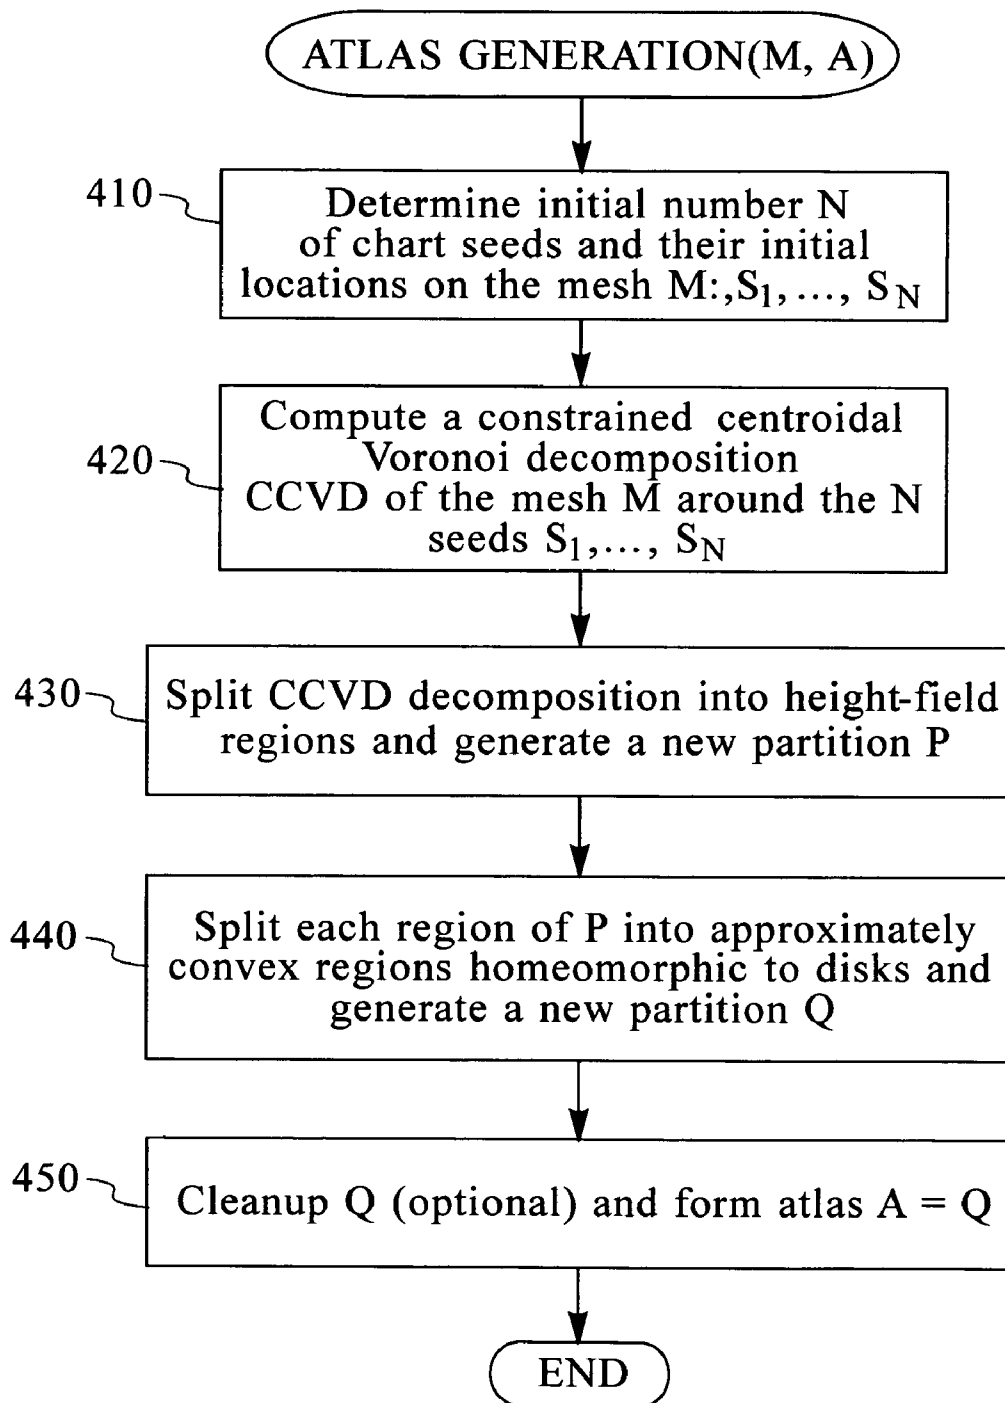 ATLAS GENERATION(M, A)
410
Determine initial number N
of chart seeds and their initial
locations on the mesh M:,S1, ..., SN
420
Compute a constrained centroidal
Voronoi decomposition
CCVD of the mesh M around the N
seeds S1,..., SN
430
Split CCVD decomposition into height-field
regions and generate a new partition P
440
Split each region of P into approximately
convex regions homeomorphic to disks and
generate a new partition Q
450
Cleanup Q (optional) and form atlas A = Q
END